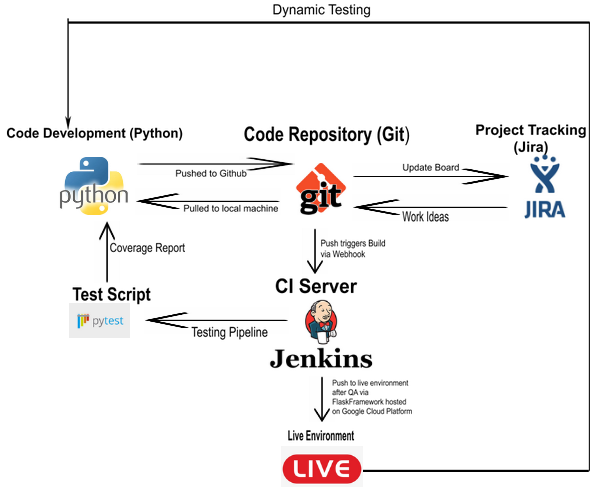 Dynamic Testing
Code Development (Python)
Code Repository (Git)
Project Tracking
(Jira)
python
Pushed to Github
git
Update Board
JIRA
Pulled to local machine
Work Ideas
Coverage Report
Push triggers Build
via Webhook
Test Script
CI Server
pytest
Testing Pipeline
Jenkins
Push to live environment
after QA via
FlaskFramework hosted
on Google Cloud Platform
Live Environment
LIVE